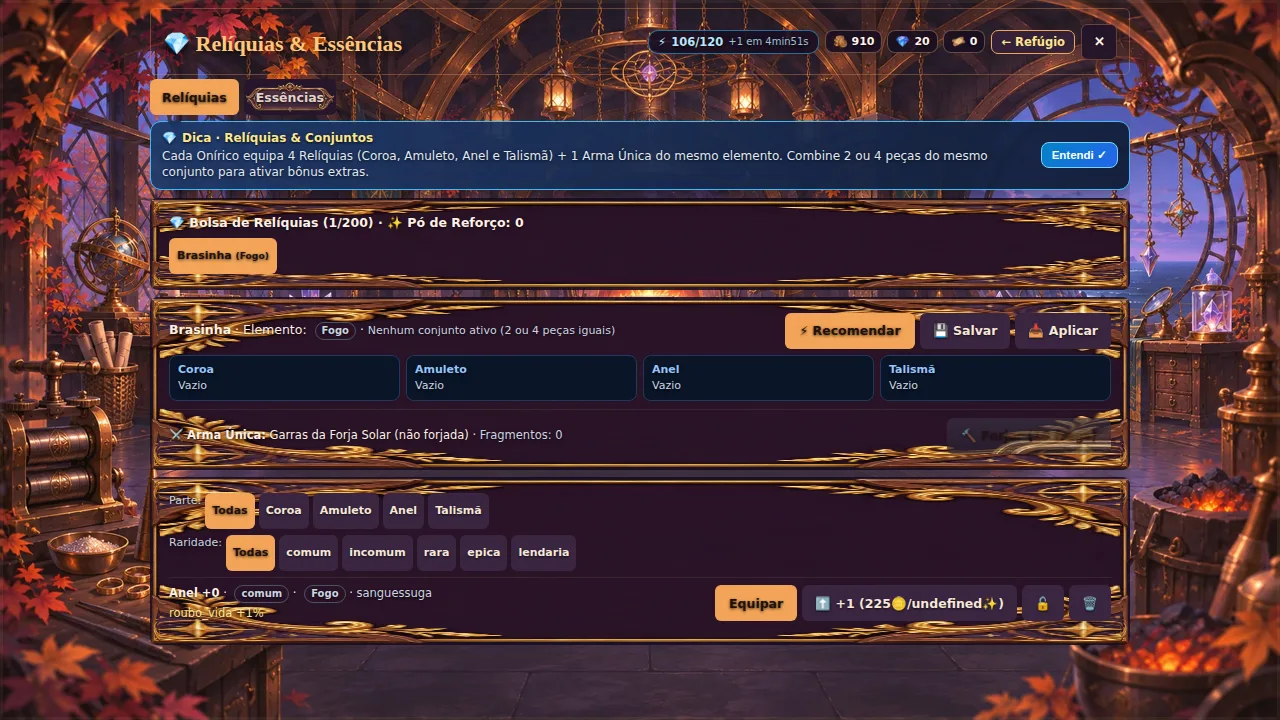 💎 Relíquias & Essências
⚡ 106/120 +1 em 4min51s 🪵 910 💎 20 🎫 0 ← Refúgio ✕
Relíquias Essências
💎 Dica · Relíquias & Conjuntos
Cada Onírico equipa 4 Relíquias (Coroa, Amuleto, Anel e Talismã) + 1 Arma Única do mesmo elemento. Combine 2 ou 4 peças do mesmo
conjunto para ativar bônus extras.
Entendi ✓
💎 Bolsa de Relíquias (1/200) · ✨ Pó de Reforço: 0
Brasinha (Fogo)
Brasinha · Elemento: Fogo · Nenhum conjunto ativo (2 ou 4 peças iguais)
⚡ Recomendar 💾 Salvar 📥 Aplicar
Coroa Amuleto Anel Talismã
Vazio Vazio Vazio Vazio
⚔️ Arma Única: Garras da Forja Solar (não forjada) · Fragmentos: 0
Parte: Todas Coroa Amuleto Anel Talismã
Raridade: Todas comum incomum rara epica lendaria
Anel +0 · comum · Fogo · sanguessuga
roubo_vida +1%
Equipar ⬆️ +1 (225🪙/undefined✨) 🔓 🗑️